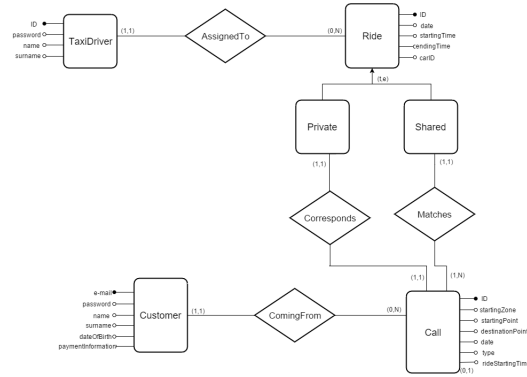 ID
password
name
surname
TaxiDriver
(1,1)
AssignedTo
(0,N)
Ride
ID
date
startingTime
endingTime
carID
(t,e)
Private
Shared
(1,1)
(1,1)
Corresponds
Matches
(1,1)
(1,N)
e-mail
password
name
surname
dateOfBirth
paymentInformation
Customer
(1,1)
ComingFrom
(0,N)
Call
ID
startingZone
startingPoint
destinationPoint
date
type
rideStartingTim
(0,1)